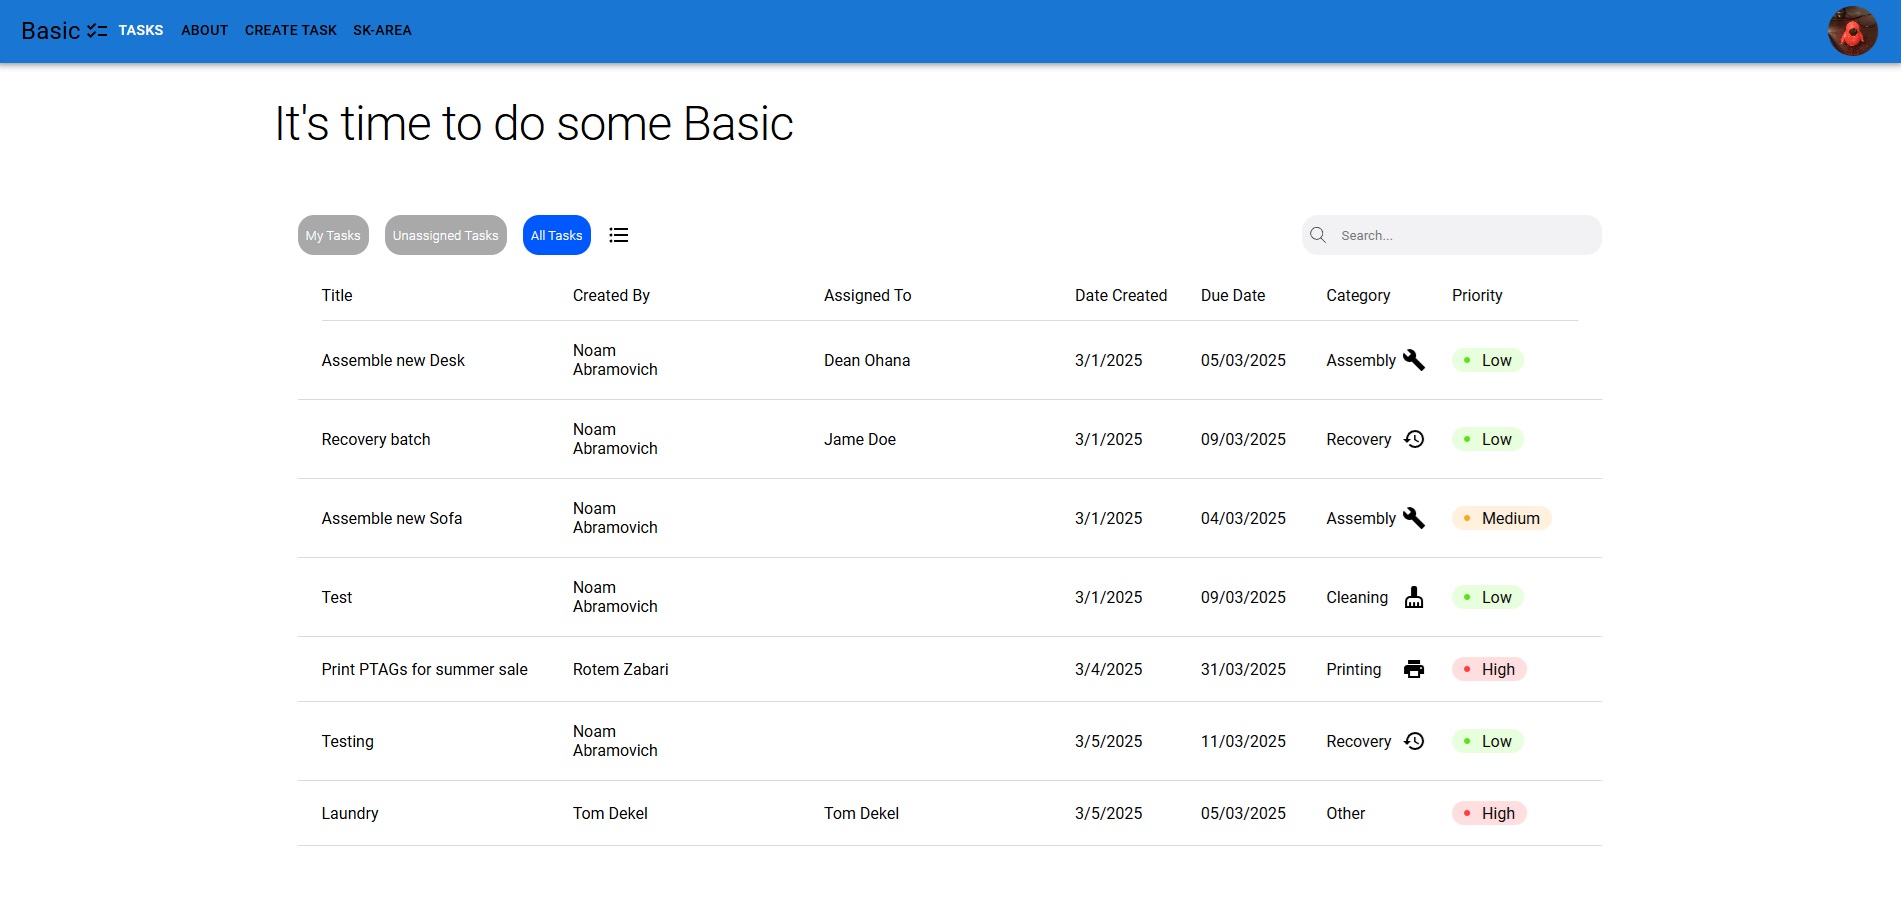 Basic TASKS ABOUT CREATE TASK SK-AREA
It's time to do some Basic
My Tasks Unassigned Tasks All Tasks Search...
Title Created By Assigned To Date Created Due Date Category Priority
Assemble new Desk Noam Abramovich Dean Ohana 3/1/2025 05/03/2025 Assembly Low
Recovery batch Noam Abramovich Jame Doe 3/1/2025 09/03/2025 Recovery Low
Assemble new Sofa Noam Abramovich 3/1/2025 04/03/2025 Assembly Medium
Test Noam Abramovich 3/1/2025 09/03/2025 Cleaning Low
Print PTAGs for summer sale Rotem Zabari 3/4/2025 31/03/2025 Printing High
Testing Noam Abramovich 3/5/2025 11/03/2025 Recovery Low
Laundry Tom Dekel Tom Dekel 3/5/2025 05/03/2025 Other High